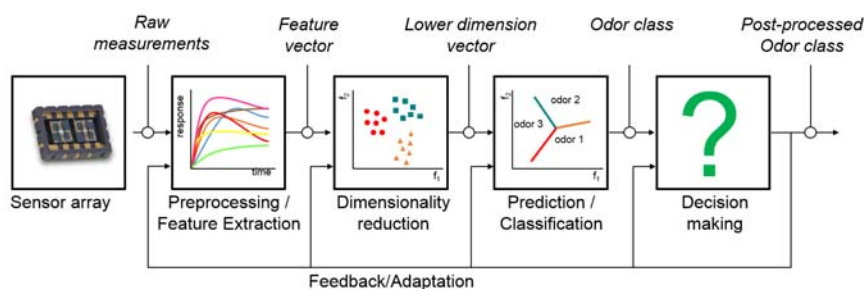 Raw
measurements
Feature
vector
Lower dimension
vector
Odor class
Post-processed
Odor class
response
time
f2
f1
f2
odor 2
odor 3
odor 1
f1
?
Sensor array
Preprocessing /
Feature Extraction
Dimensionality
reduction
Prediction /
Classification
Decision
making
Feedback/Adaptation